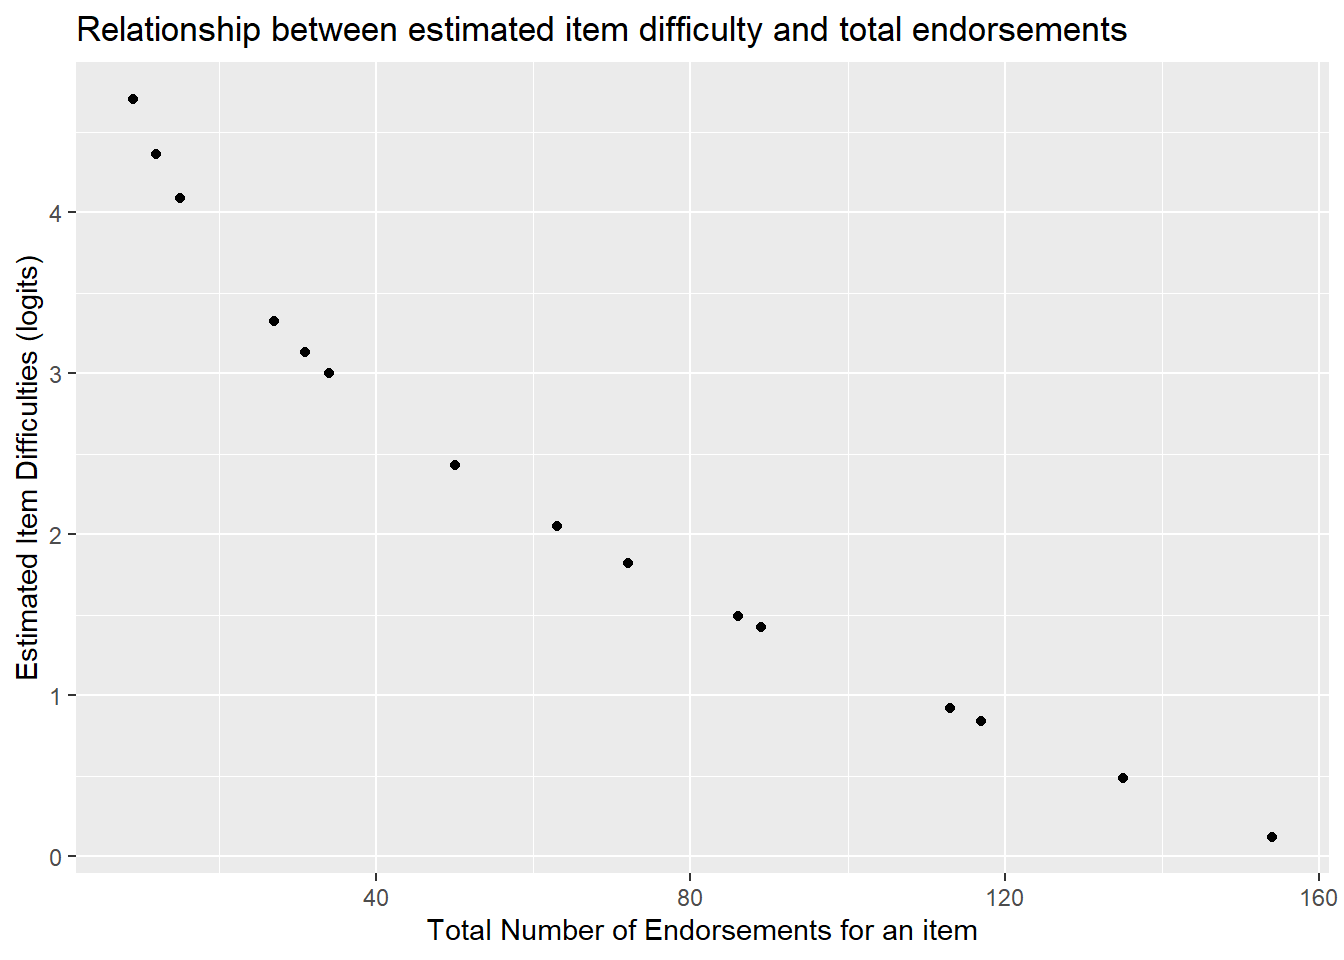 Relationship between estimated item difficulty and total endorsements
4
3
2
1
0
Estimated Item Difficulties (logits)
40 80 120 160
Total Number of Endorsements for an item